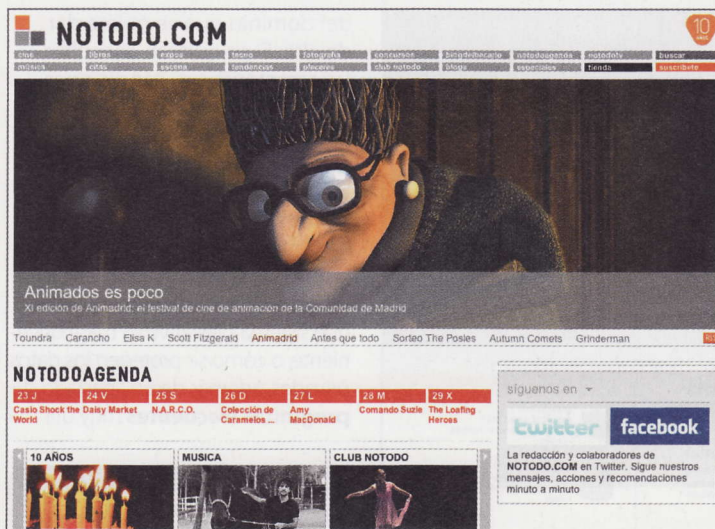 NOTODO.COM
10 AÑOS
cine libros expos tecno fotografía concursos blogdelbecario notodoagenda notodotv buscar
música citas escena tendencias placeres club notodo blogs especiales tienda suscríbete
Animados es poco
XI edición de Animadrid: el festival de cine de animación de la Comunidad de Madrid
Toundra Carancho Elisa K Scott Fitzgerald Animadrid Antes que todo Sorteo The Posies Autumn Comets Grinderman
NOTODOAGENDA
23 J 24 V 25 S 26 D 27 L 28 M 29 X
Casio Shock the World Daisy Market N.A.R.C.O. Colección de Caramelos ... Amy MacDonald Comando Suzie The Loafing Heroes
síguenos en
twitter facebook
La redacción y colaboradores de
NOTODO.COM en Twitter. Sigue nuestros
mensajes, acciones y recomendaciones
minuto a minuto
10 AÑOS MUSICA CLUB NOTODO